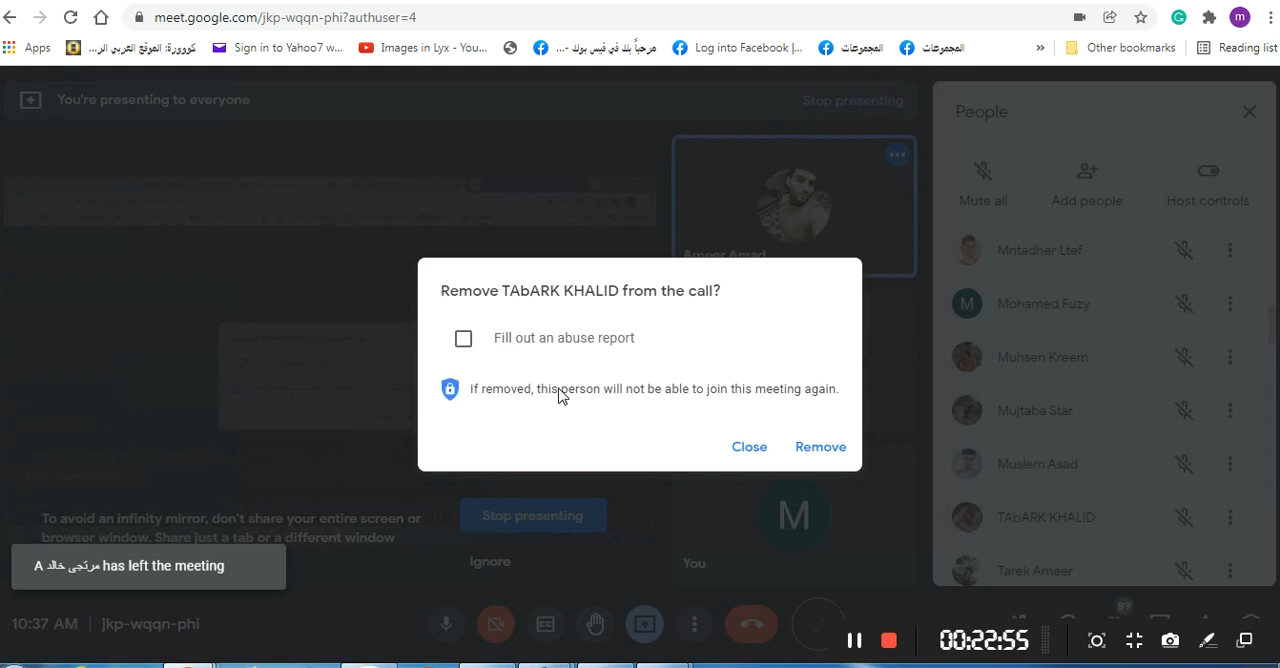 meet.google.com/jkp-wqqn-phi?authuser=4
m
Apps
كووورة: الموقع العربي الر...
Sign in to Yahoo7 w...
Images in Lyx - You...
مرحباً بك في فيس بوك -...
Log into Facebook |...
المجموعات
المجموعات
»
Other bookmarks
Reading list
You're presenting to everyone
Stop presenting
People
Mute all
Add people
Host controls
Ameer Amad
Mntadher Ltef
M
Mohamed Fuzy
Muhsen Kreem
Mujtaba Star
Muslem Asad
TAbARK KHALID
Tarek Ameer
Remove TAbARK KHALID from the call?
Fill out an abuse report
If removed, this person will not be able to join this meeting again.
Close
Remove
To avoid an infinity mirror, don't share your entire screen or
browser window. Share just a tab or a different window
Stop presenting
Ignore
M
You
A مرتجى خالد has left the meeting
10:37 AM | jkp-wqqn-phi
89
00:22:55